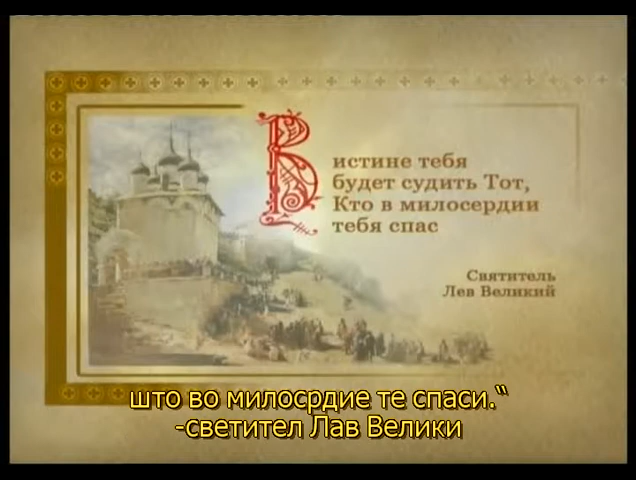 В истине тебя
будет судить Тот,
Кто в милосердии
тебя спас
Святитель
Лев Великий
што во милосрдие те спаси.“
-светител Лав Велики